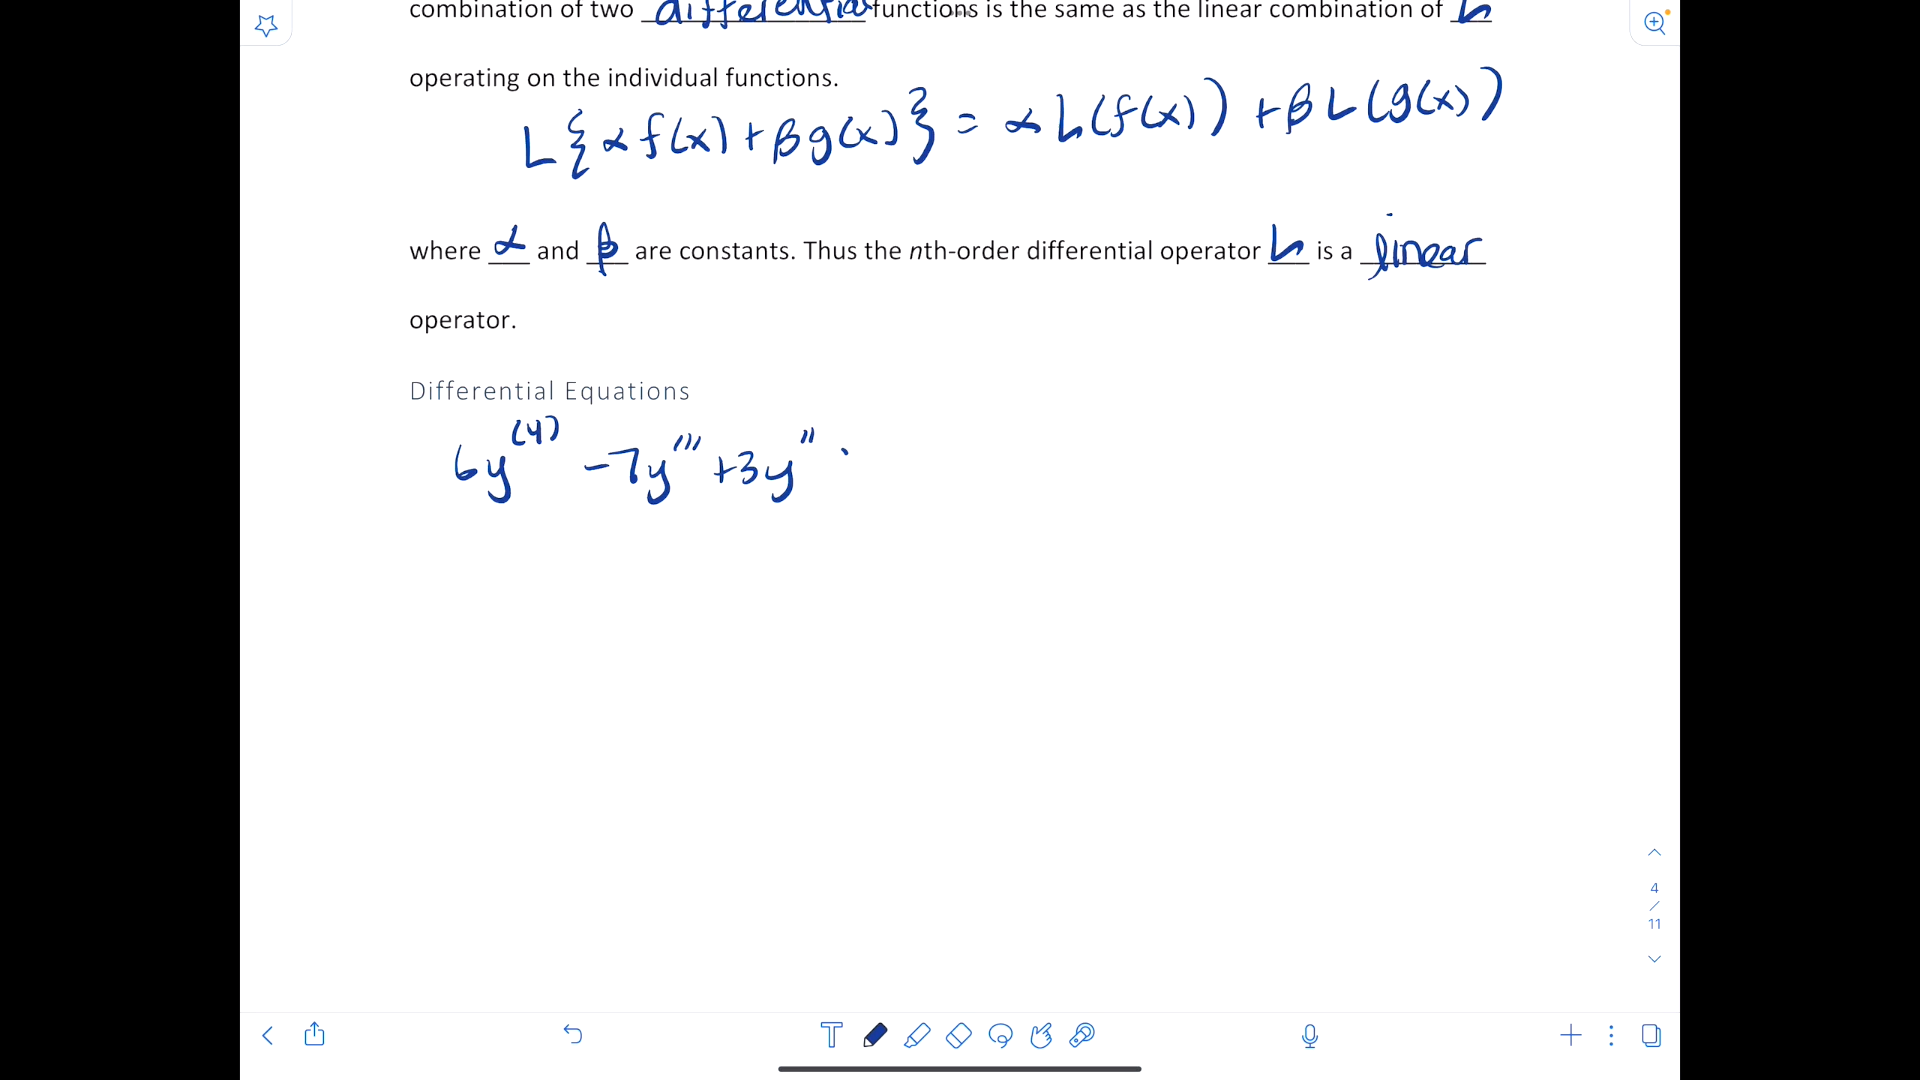 combination of two differential functions is the same as the linear combination of L
operating on the individual functions.
L{αf(x)+βg(x)} = αL(f(x)) +βL(g(x))
where α and β are constants. Thus the nth-order differential operator L is a linear
operator.
Differential Equations
6y⁽⁴⁾ -7y''' +3y''
4
/
11
T